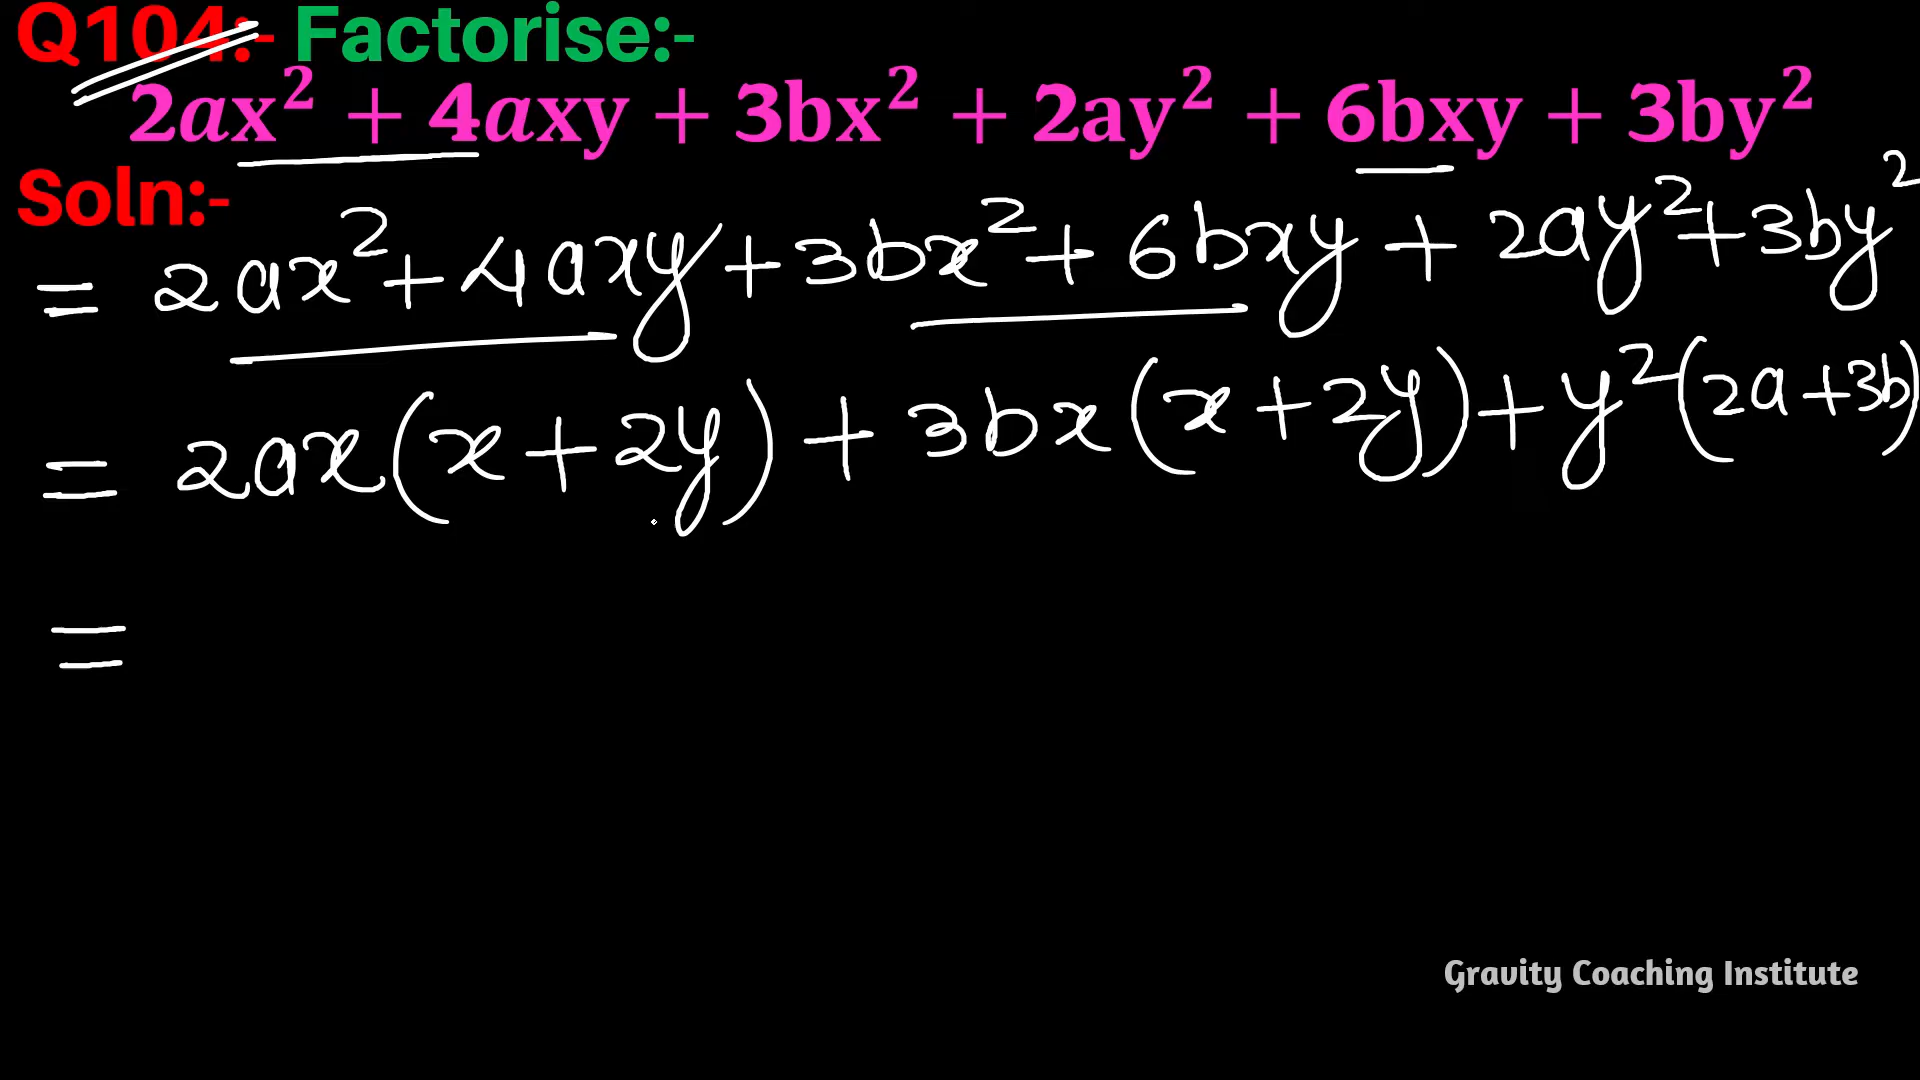 Q104:- Factorise:-
2ax² + 4axy + 3bx² + 2ay² + 6bxy + 3by²
Soln:-
= 2ax² + 4axy + 3bx² + 6bxy + 2ay² + 3by²
= 2ax(x + 2y) + 3bx(x + 2y) + y²(2a + 3b)
=
Gravity Coaching Institute